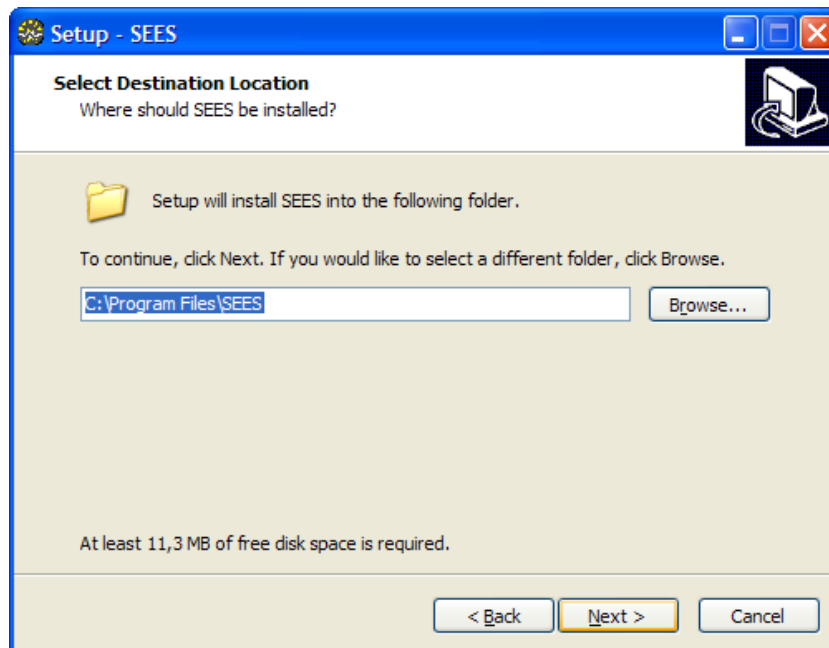 Setup - SEES
Select Destination Location
Where should SEES be installed?
Setup will install SEES into the following folder.
To continue, click Next. If you would like to select a different folder, click Browse.
C:\Program Files\SEES
Browse...
At least 11,3 MB of free disk space is required.
< Back
Next >
Cancel